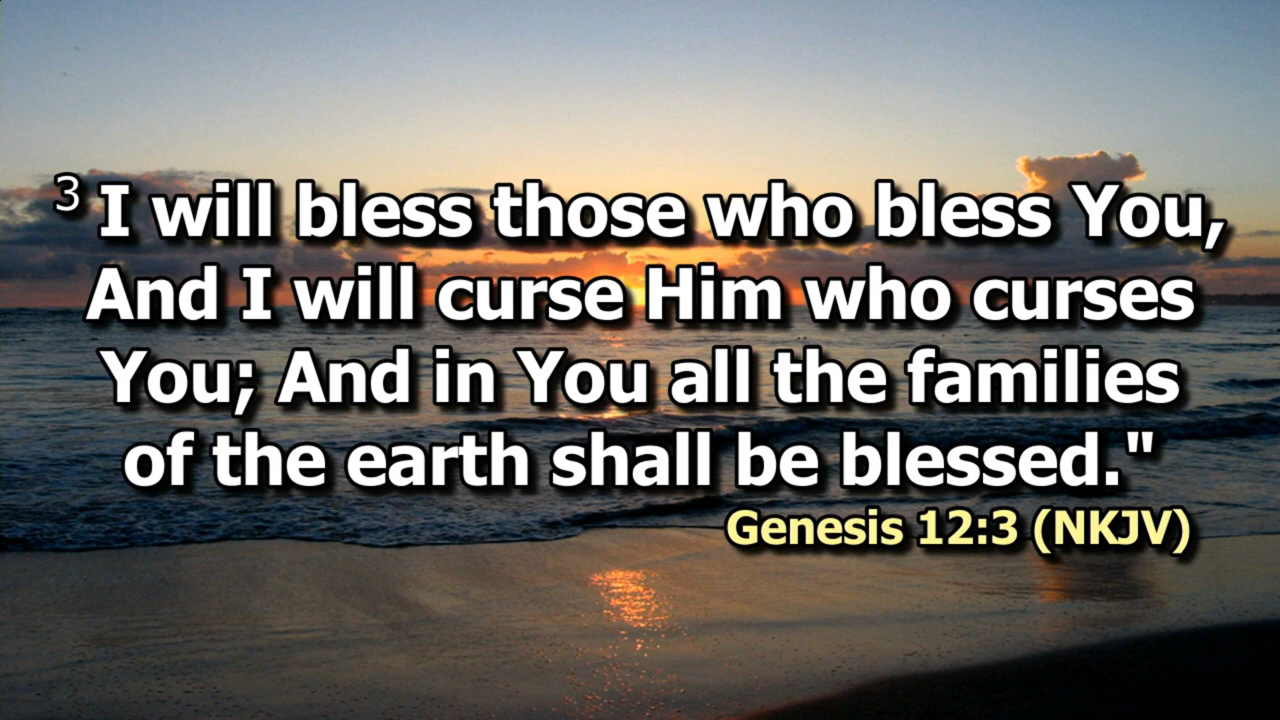 3 I will bless those who bless You,
And I will curse Him who curses
You; And in You all the families
of the earth shall be blessed."
Genesis 12:3 (NKJV)